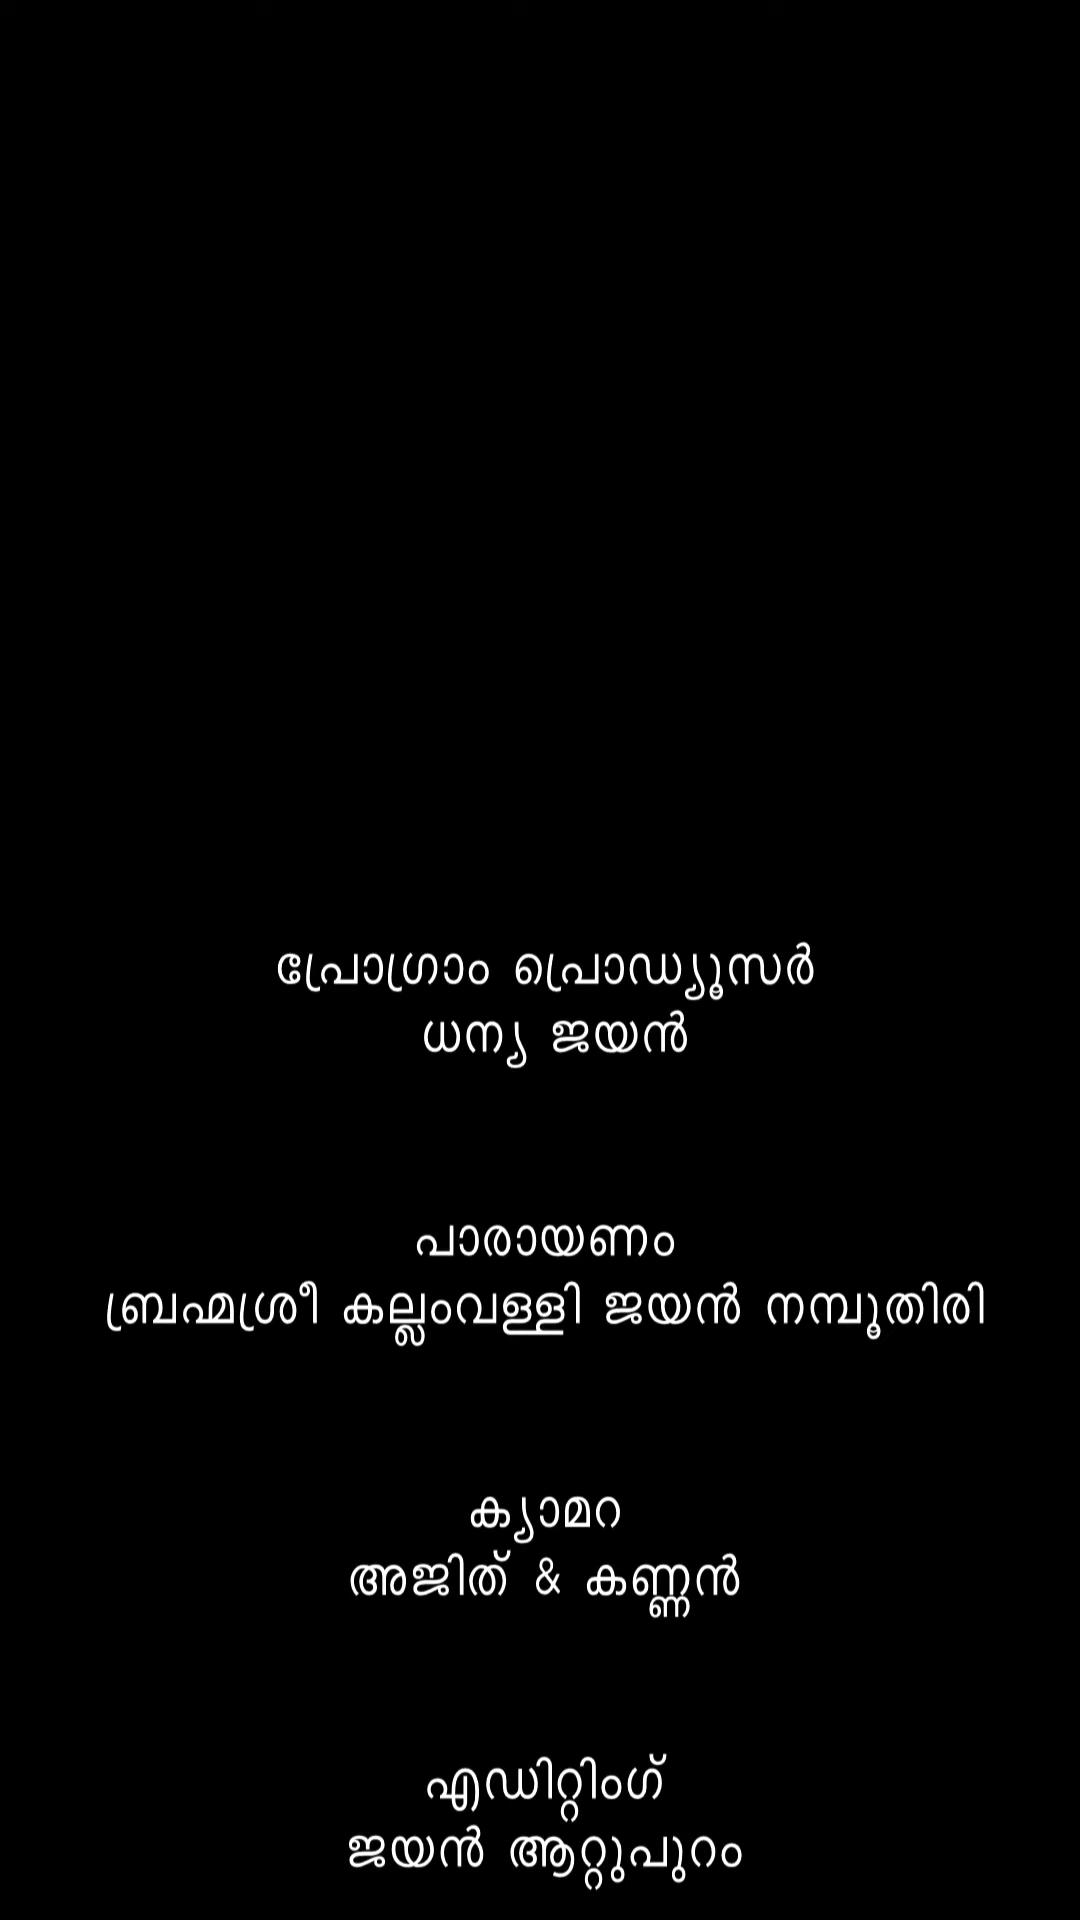 പ്രോഗ്രാം പ്രൊഡ്യൂസർ
ധന്യ ജയൻ
പാരായണം
ബ്രഹ്മശ്രീ കല്ലംവള്ളി ജയൻ നമ്പൂതിരി
ക്യാമറ
അജിത് & കണ്ണൻ
എഡിറ്റിംഗ്
ജയൻ ആറ്റുപുറം